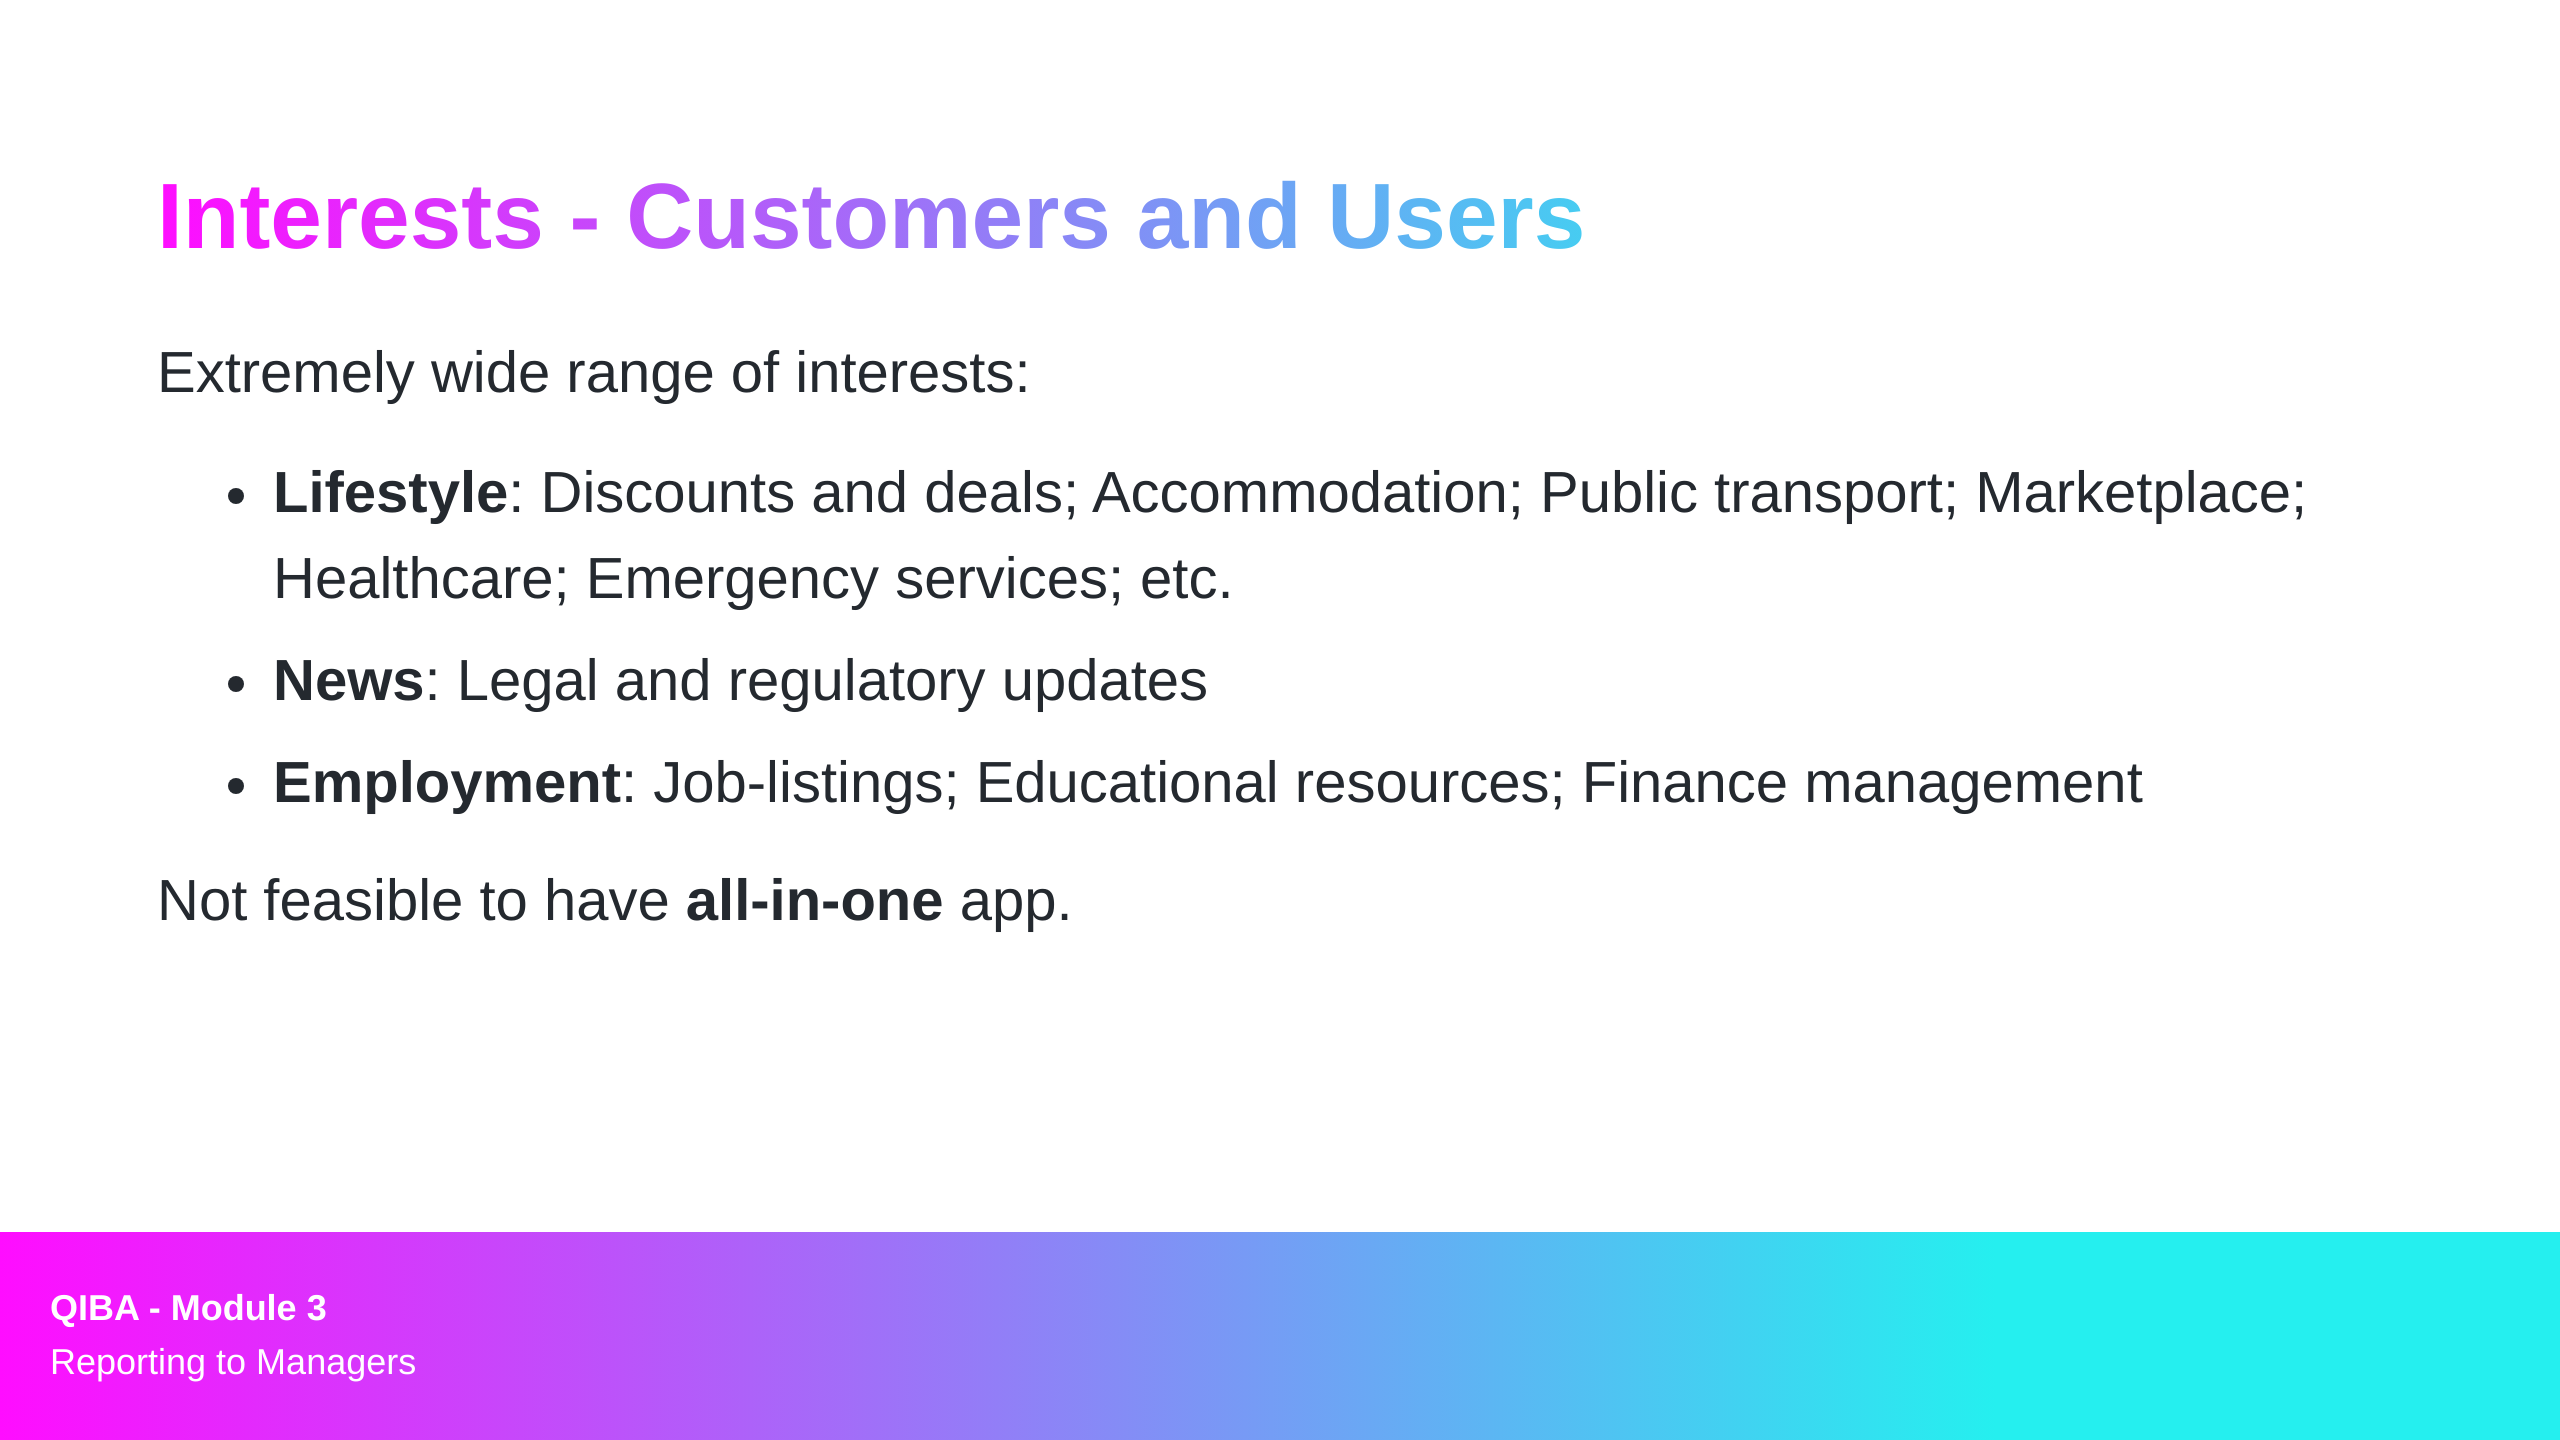 Interests - Customers and Users
Extremely wide range of interests:
• Lifestyle: Discounts and deals; Accommodation; Public transport; Marketplace;
Healthcare; Emergency services; etc.
• News: Legal and regulatory updates
• Employment: Job-listings; Educational resources; Finance management
Not feasible to have all-in-one app.
QIBA - Module 3
Reporting to Managers